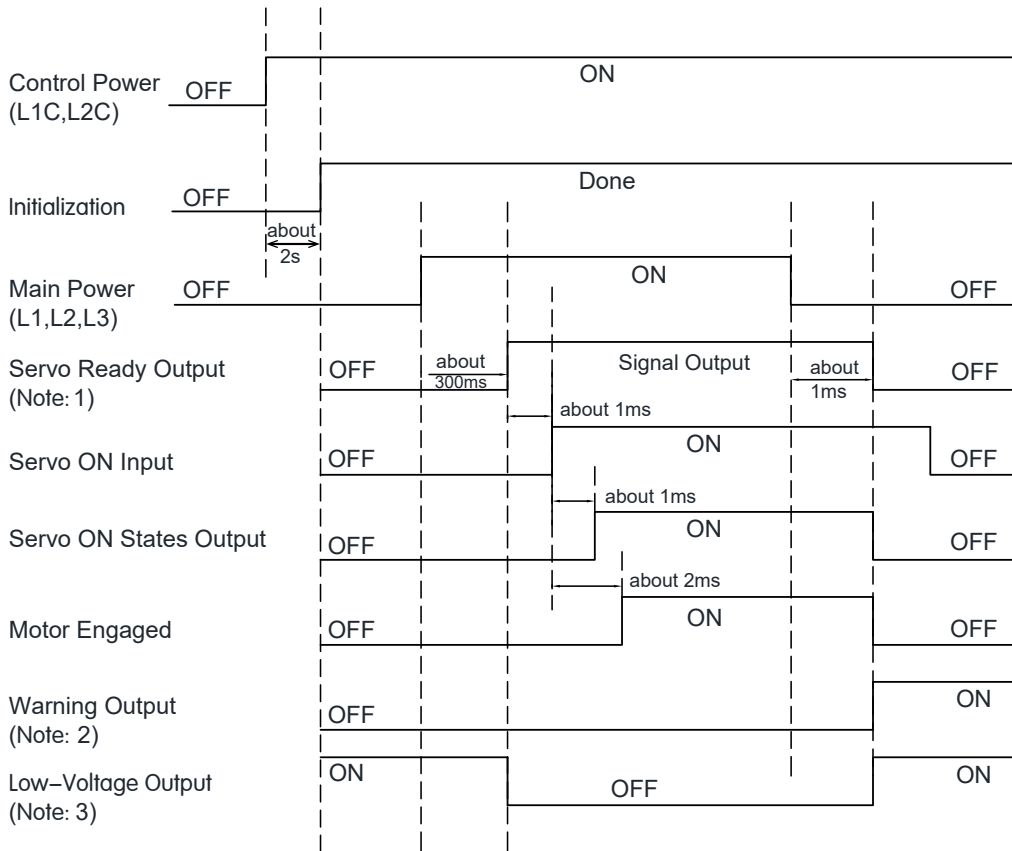 Control Power
(L1C,L2C)
OFF
ON
Initialization
OFF
Done
about
2s
Main Power
(L1,L2,L3)
OFF
ON
OFF
Servo Ready Output
(Note: 1)
OFF
about
300ms
Signal Output
about
1ms
OFF
about 1ms
Servo ON Input
OFF
ON
OFF
about 1ms
Servo ON States Output
OFF
ON
OFF
about 2ms
Motor Engaged
OFF
ON
OFF
Warning Output
(Note: 2)
OFF
ON
Low-Voltage Output
(Note: 3)
ON
OFF
ON